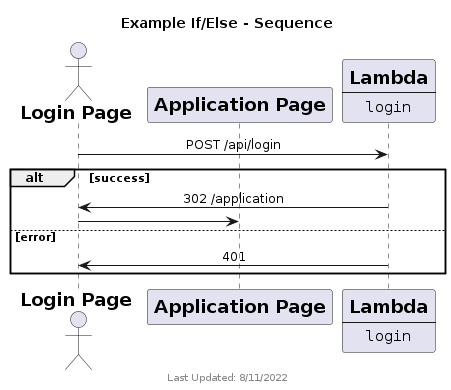 Example If/Else - Sequence
Login Page
Application Page
Lambda
login
POST /api/login
alt
[success]
302 /application
[error]
401
Login Page
Application Page
Lambda
login
Last Updated: 8/11/2022